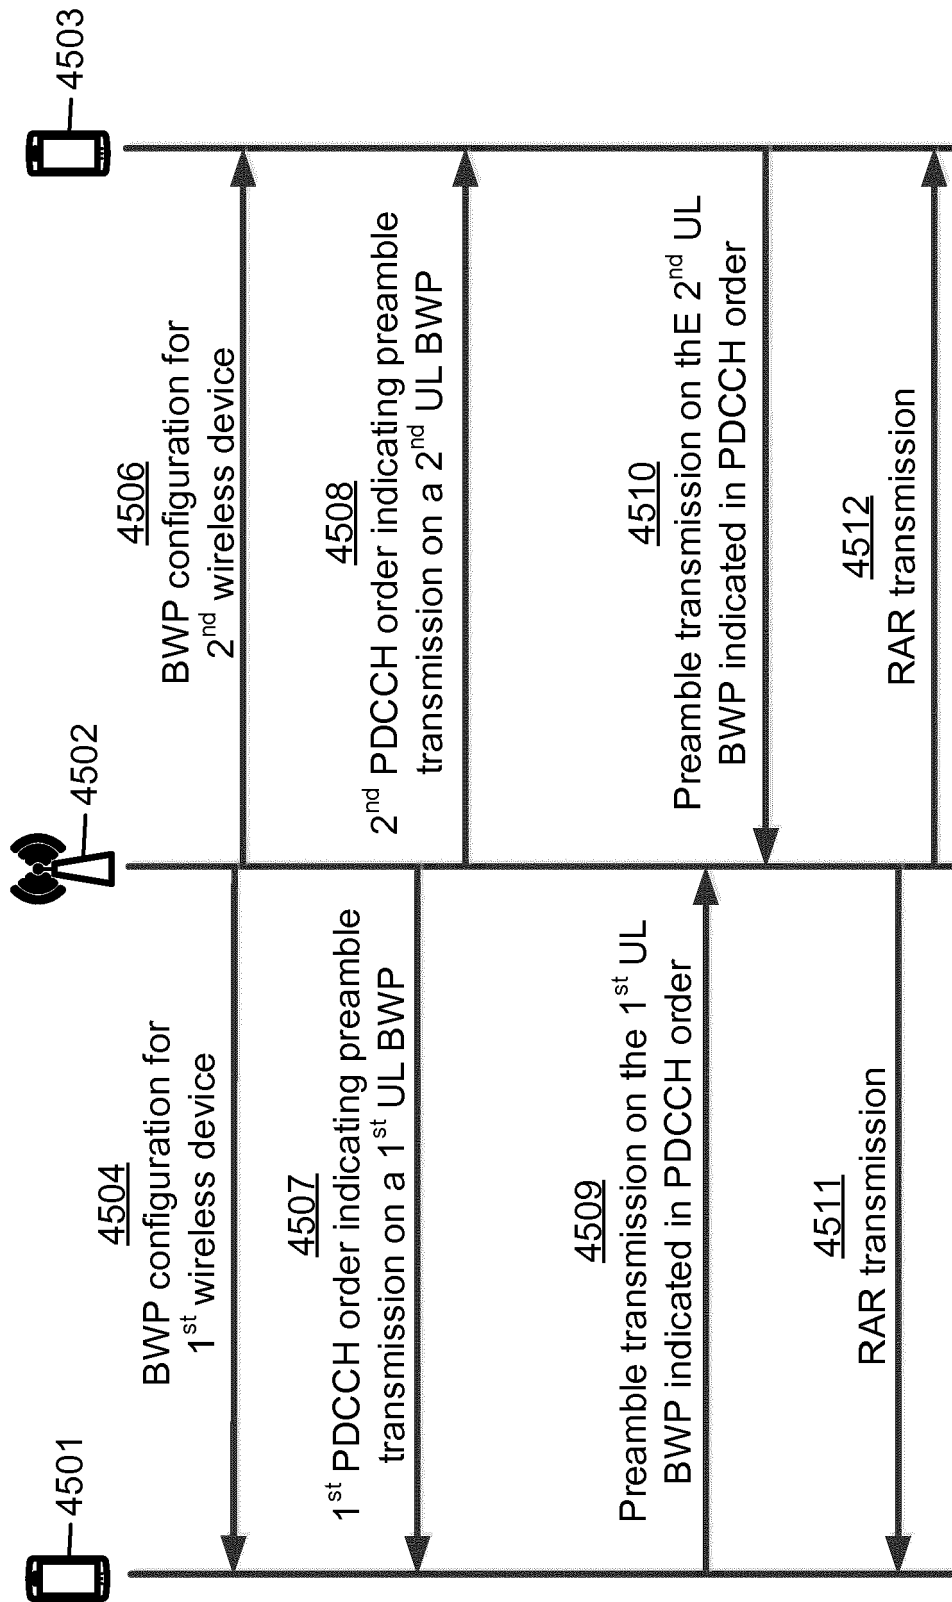 4501
4502
4503
4504
BWP configuration for
1st wireless device
4506
BWP configuration for
2nd wireless device
4507
1st PDCCH order indicating preamble
transmission on a 1st UL BWP
4508
2nd PDCCH order indicating preamble
transmission on a 2nd UL BWP
4509
Preamble transmission on the 1st UL
BWP indicated in PDCCH order
4510
Preamble transmission on thE 2nd UL
BWP indicated in PDCCH order
4511
RAR transmission
4512
RAR transmission